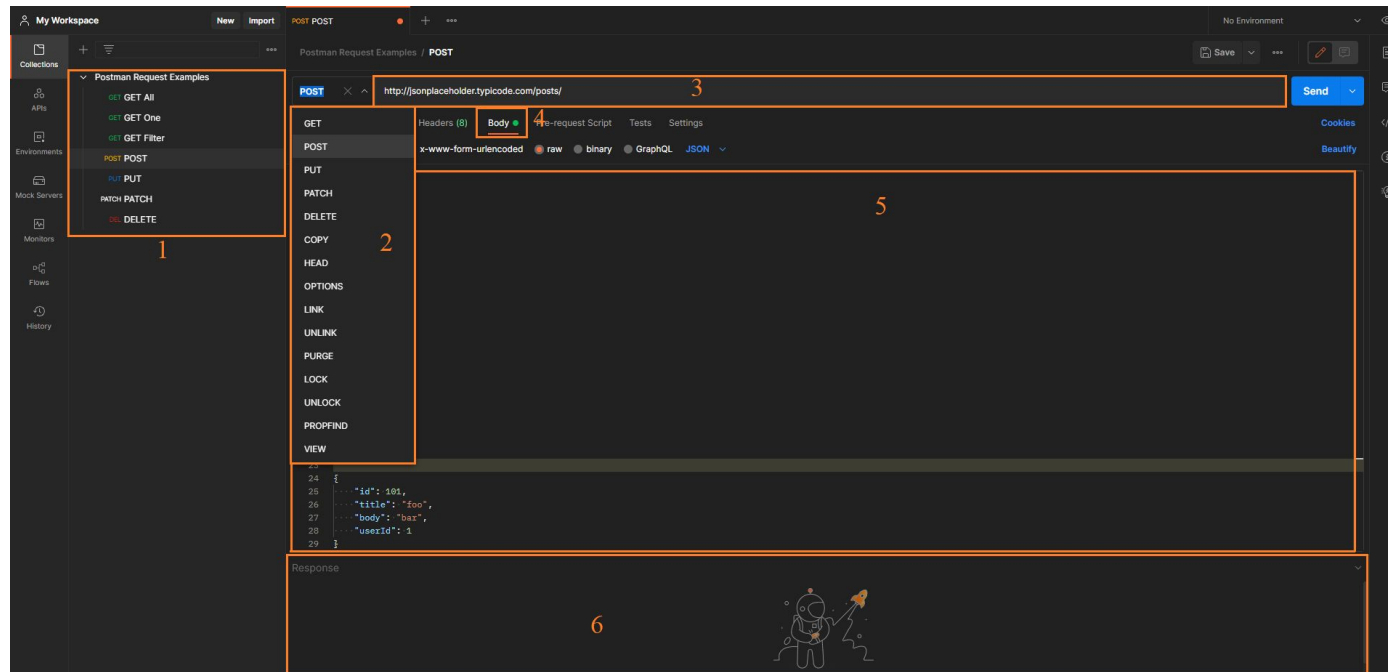 My Workspace New Import POST POST No Environment
Collections
APIs
Environments
Mock Servers
Monitors
Flows
History
Postman Request Examples
GET GET All
GET GET One
GET GET Filter
POST POST
PUT PUT
PATCH PATCH
DEL DELETE
1
Postman Request Examples / POST Save
POST http://jsonplaceholder.typicode.com/posts/ 3 Send
Headers (8) Body 4 Pre-request Script Tests Settings Cookies
x-www-form-urlencoded raw binary GraphQL JSON Beautify
GET
POST
PUT
PATCH
DELETE
COPY
HEAD
OPTIONS
LINK
UNLINK
PURGE
LOCK
UNLOCK
PROPFIND
VIEW
2
5
23
24 {
25 "id": 101,
26 "title": "foo",
27 "body": "bar",
28 "userId": 1
29 }
Response
6